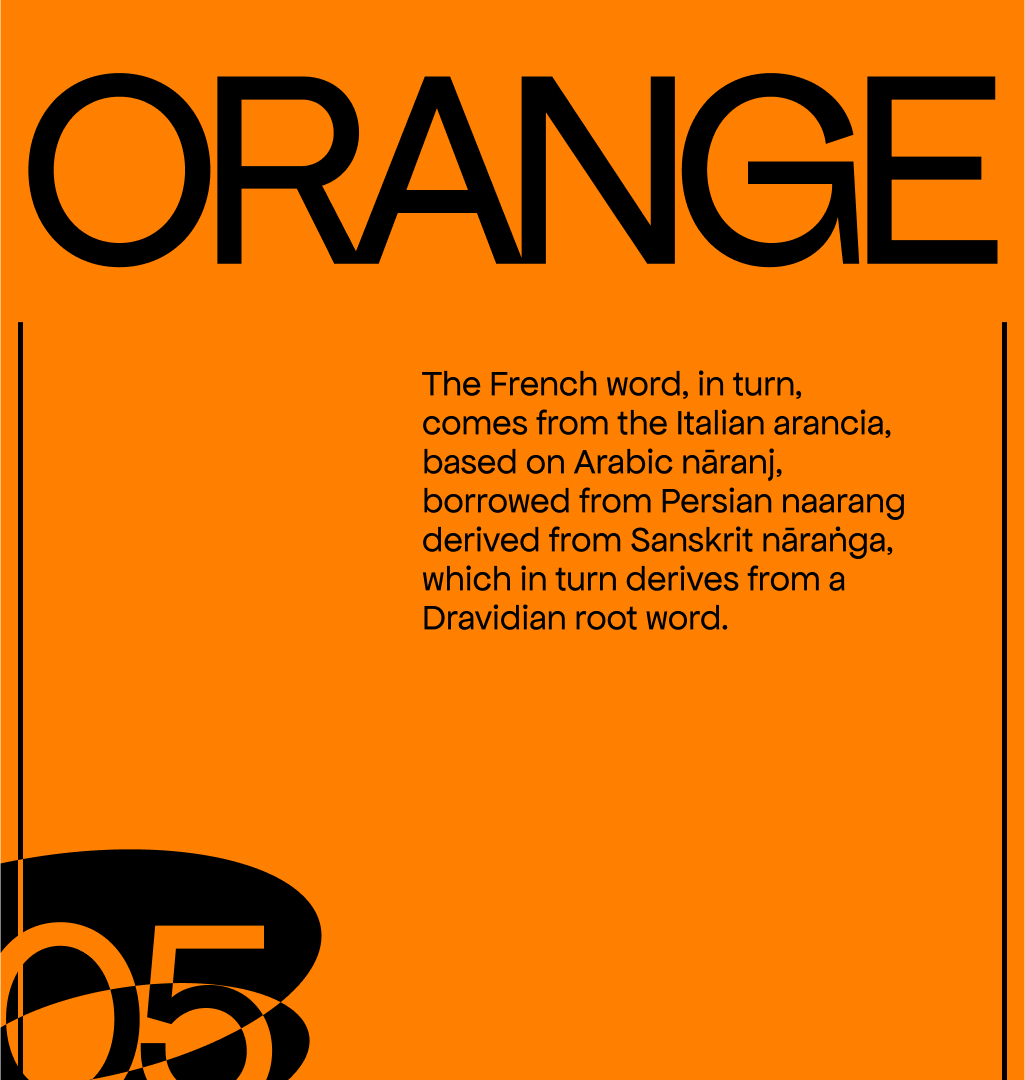 ORANGE
The French word, in turn,
comes from the Italian arancia,
based on Arabic nāranj,
borrowed from Persian naarang
derived from Sanskrit nāraṅga,
which in turn derives from a
Dravidian root word.
05